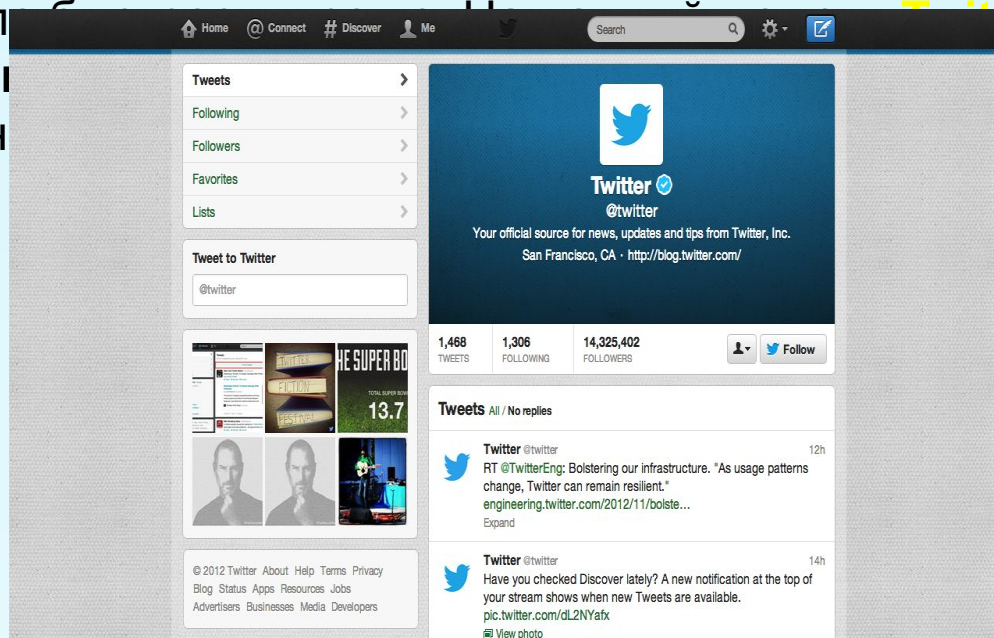 Home Connect Discover Me
Search
Tweets
Following
Followers
Favorites
Lists
Tweet to Twitter
@twitter
TWITTER
FICTION
FESTIVAL
HE SUPER BO
TOTAL SUPER BOW
13.7
© 2012 Twitter About Help Terms Privacy
Blog Status Apps Resources Jobs
Advertisers Businesses Media Developers
Twitter
@twitter
Your official source for news, updates and tips from Twitter, Inc.
San Francisco, CA · http://blog.twitter.com/
1,468 1,306 14,325,402
TWEETS FOLLOWING FOLLOWERS
Follow
Tweets All / No replies
Twitter @twitter 12h
RT @TwitterEng: Bolstering our infrastructure. "As usage patterns
change, Twitter can remain resilient."
engineering.twitter.com/2012/11/bolste...
Expand
Twitter @twitter 14h
Have you checked Discover lately? A new notification at the top of
your stream shows when new Tweets are available.
pic.twitter.com/dL2NYafx
View photo